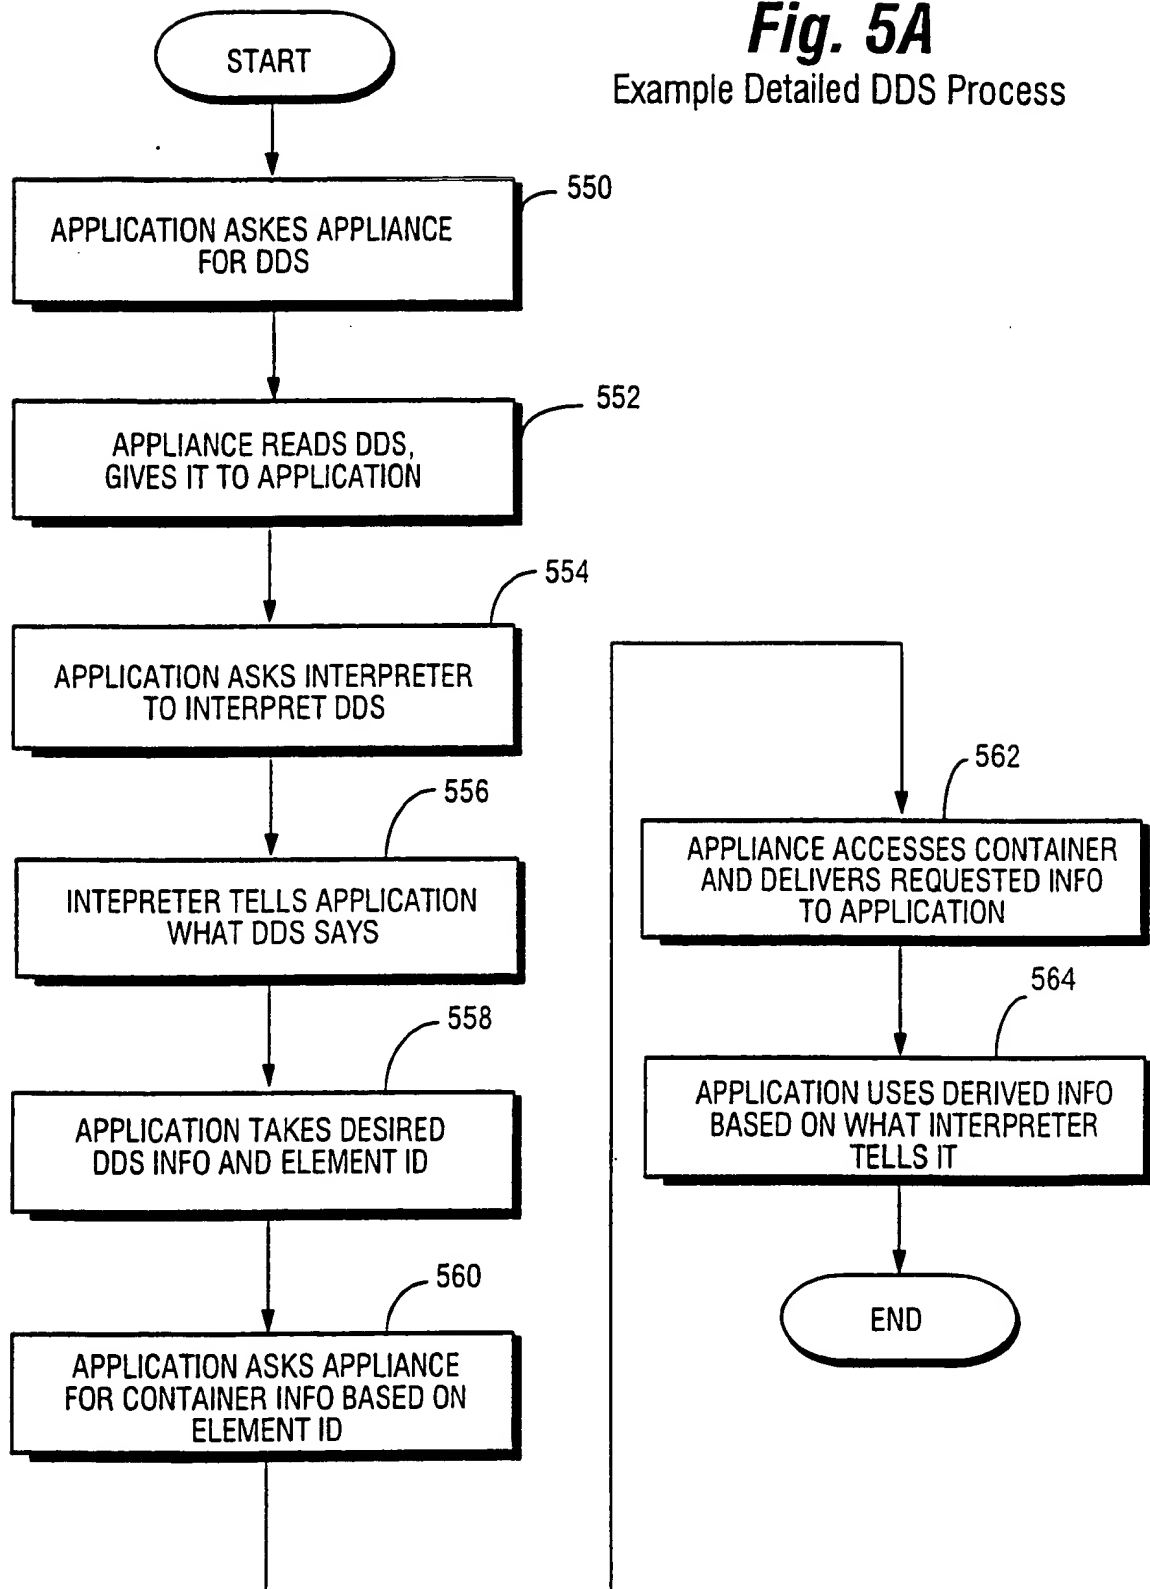 Fig. 5A
Example Detailed DDS Process
START
550
APPLICATION ASKES APPLIANCE
FOR DDS
552
APPLIANCE READS DDS,
GIVES IT TO APPLICATION
554
APPLICATION ASKS INTERPRETER
TO INTERPRET DDS
556
INTEPRETER TELLS APPLICATION
WHAT DDS SAYS
558
APPLICATION TAKES DESIRED
DDS INFO AND ELEMENT ID
560
APPLICATION ASKS APPLIANCE
FOR CONTAINER INFO BASED ON
ELEMENT ID
562
APPLIANCE ACCESSES CONTAINER
AND DELIVERS REQUESTED INFO
TO APPLICATION
564
APPLICATION USES DERIVED INFO
BASED ON WHAT INTERPRETER
TELLS IT
END